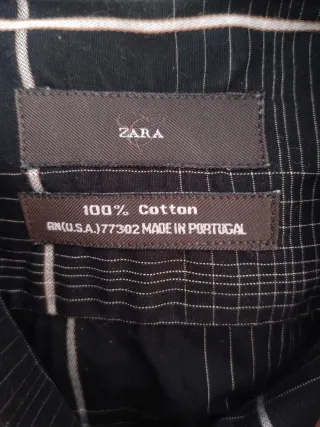 ZARA
100% Cotton
RN(U.S.A.)77302 MADE IN PORTUGAL